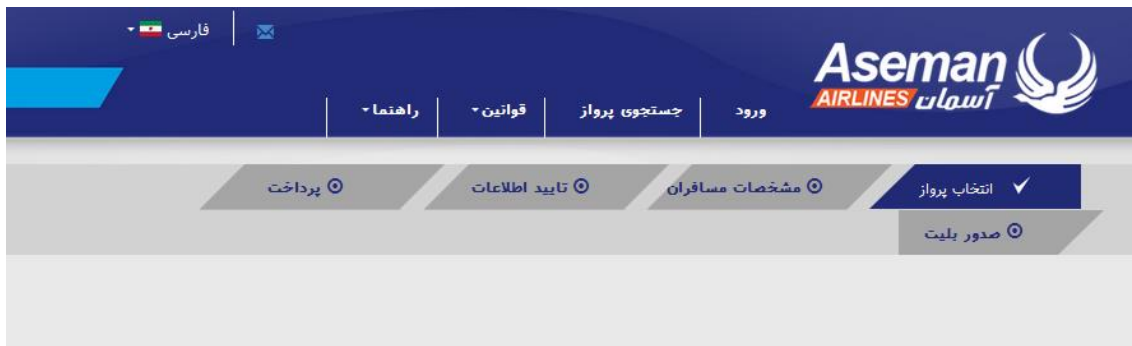 فارسی
Aseman
AIRLINES آسمان
ورود جستجوی پرواز قوانین راهنما
انتخاب پرواز مشخصات مسافران تایید اطلاعات پرداخت
صدور بلیت